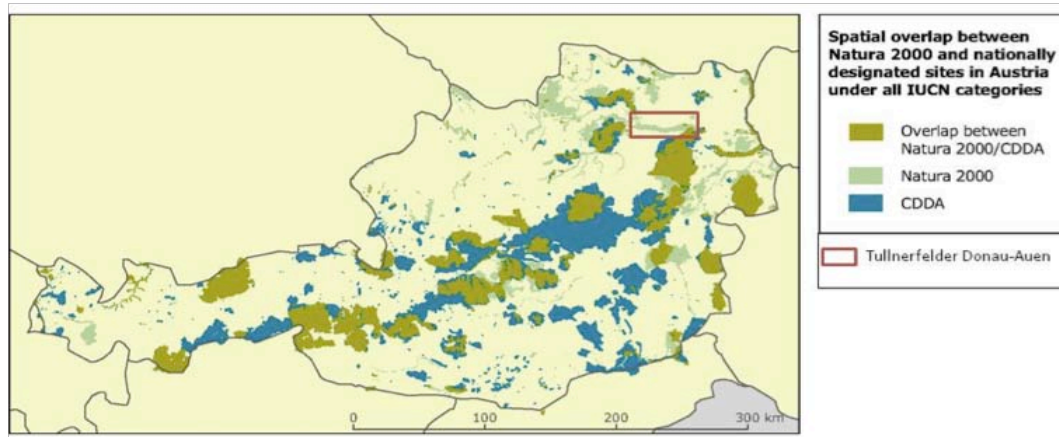 Spatial overlap between
Natura 2000 and nationally
designated sites in Austria
under all IUCN categories
Overlap between
Natura 2000/CDDA
Natura 2000
CDDA
Tullnerfelder Donau-Auen
0 100 200 300 km